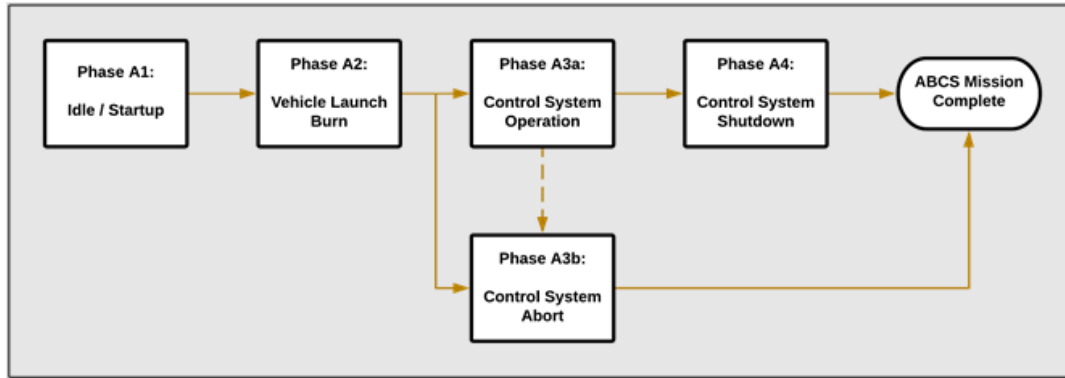 Phase A1:
Idle / Startup
Phase A2:
Vehicle Launch
Burn
Phase A3a:
Control System
Operation
Phase A4:
Control System
Shutdown
ABCS Mission
Complete
Phase A3b:
Control System
Abort